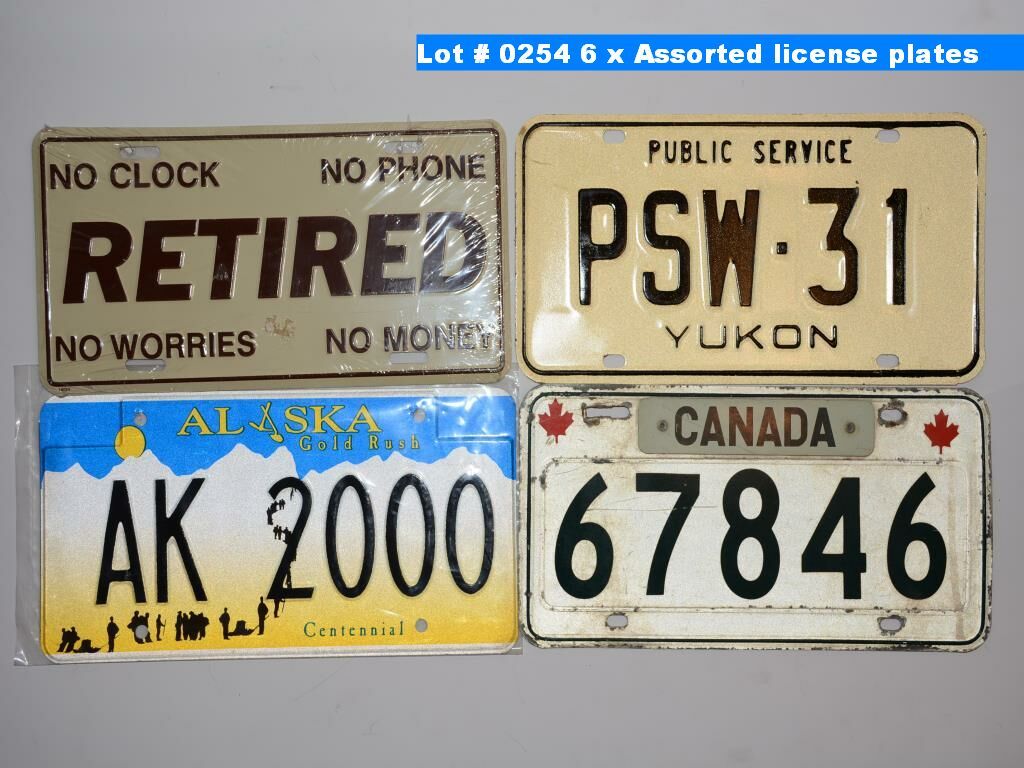 Lot # 0254 6 x Assorted license plates
NO CLOCK NO PHONE
RETIRED
NO WORRIES NO MONEY
PUBLIC SERVICE
PSW·31
YUKON
ALASKA
Gold Rush
AK 2000
Centennial
CANADA
67846